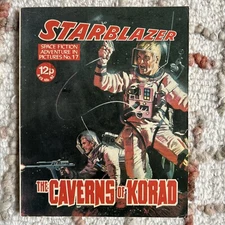 STARBLAZER
SPACE FICTION
ADVENTURE IN
PICTURES No.17
12p
THE CAVERNS OF KORAD